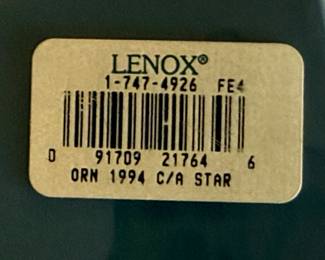 LENOX®
1-747-4926 FE4
0 91709 21764 6
ORN 1994 C/A STAR